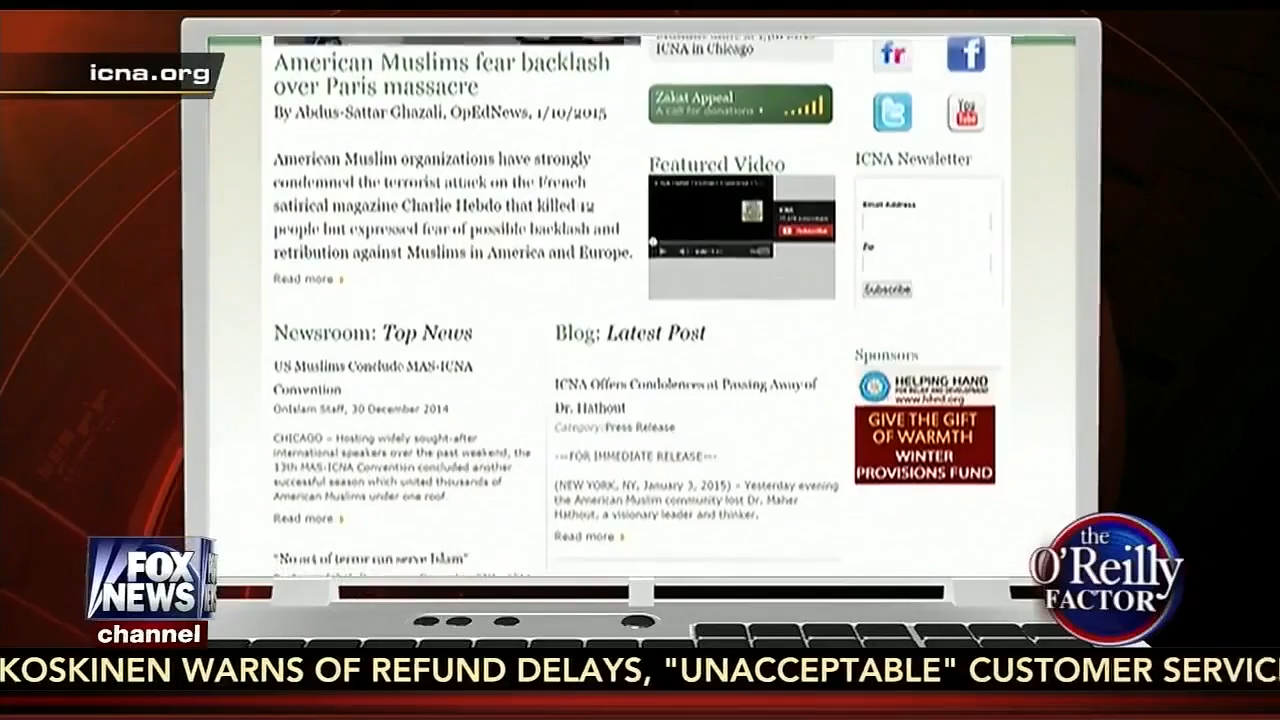 icna.org
ICNA in Chicago
American Muslims fear backlash
over Paris massacre
By Abdus-Sattar Ghazali, OpEdNews, 1/10/2015
American Muslim organizations have strongly
condemned the terrorist attack on the French
satirical magazine Charlie Hebdo that killed 12
people but expressed fear of possible backlash and
retribution against Muslims in America and Europe.
Read more
Zakat Appeal
A call for donations
Featured Video
Subscribe
fr
f
t
You
Tube
ICNA Newsletter
Email Address
Zip
Subscribe
Newsroom: Top News
US Muslims Conclude MAS-ICNA
Convention
OnIslam Staff, 30 December 2014
CHICAGO – Hosting widely sought-after
international speakers over the past weekend, the
13th MAS-ICNA Convention concluded another
successful season which united thousands of
American Muslims under one roof.
Read more
"No act of terror can serve Islam"
Blog: Latest Post
ICNA Offers Condolences at Passing Away of
Dr. Hathout
Category: Press Release
---FOR IMMEDIATE RELEASE---
(NEW YORK, NY, January 3, 2015) – Yesterday evening
the American Muslim community lost Dr. Maher
Hathout, a visionary leader and thinker.
Read more
Sponsors
HELPING HAND
FOR RELIEF AND DEVELOPMENT
www.hhrd.org
GIVE THE GIFT
OF WARMTH
WINTER
PROVISIONS FUND
FOX
NEWS
channel
the
O'Reilly
FACTOR
KOSKINEN WARNS OF REFUND DELAYS, "UNACCEPTABLE" CUSTOMER SERVIC